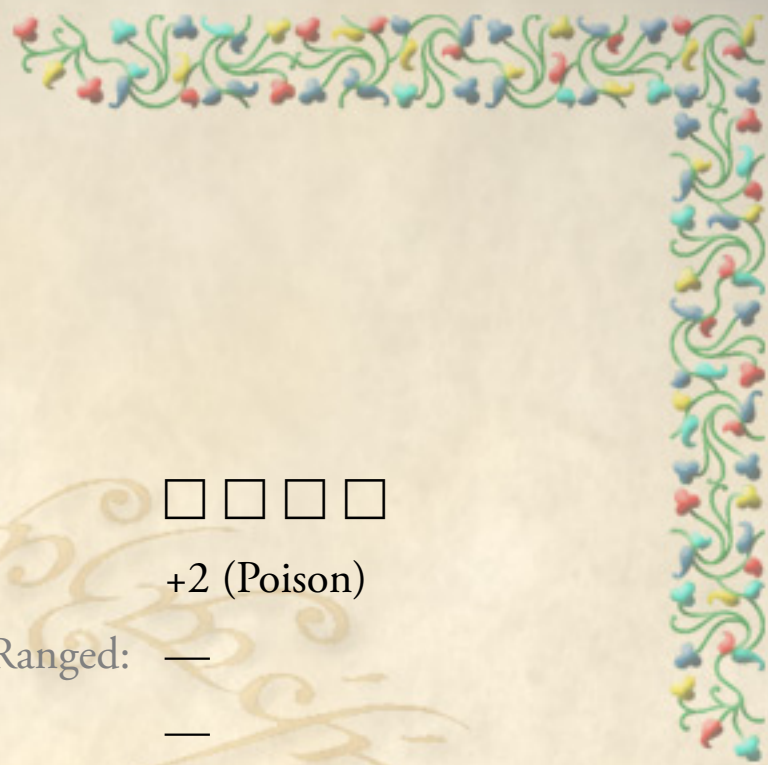 □ □ □ □
+2 (Poison)
Ranged: —
—